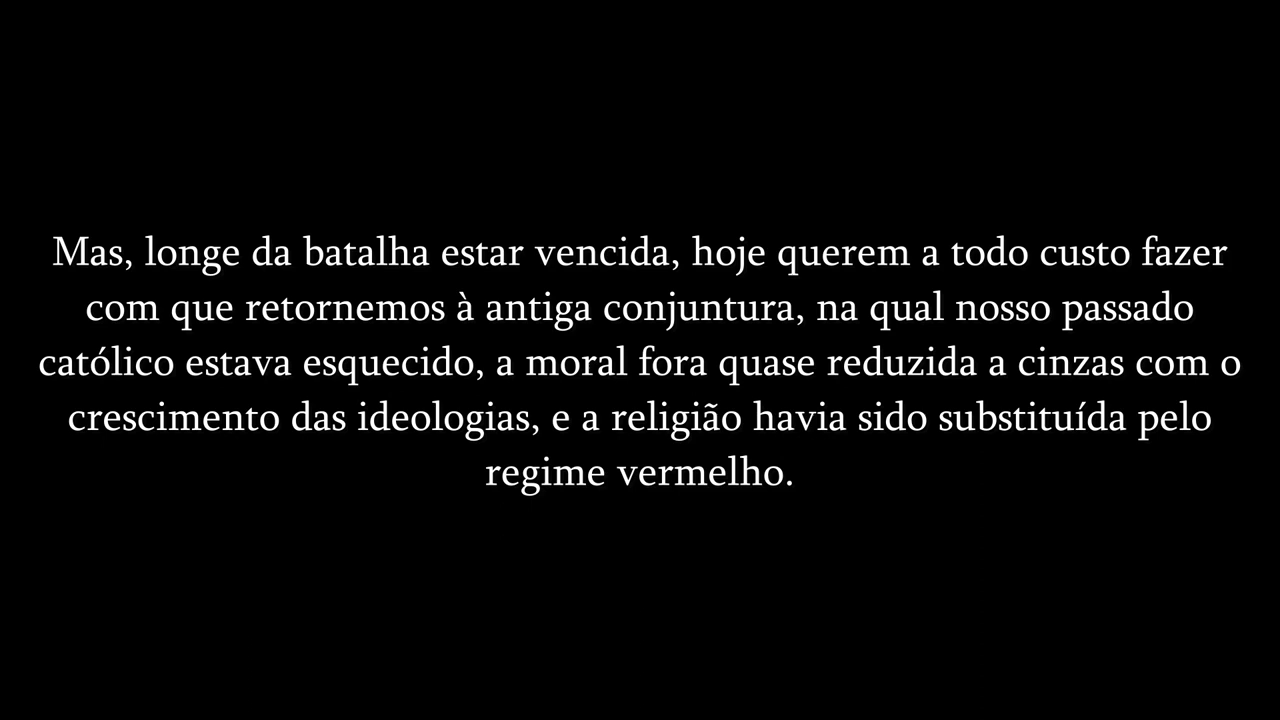 Mas, longe da batalha estar vencida, hoje querem a todo custo fazer
com que retornemos à antiga conjuntura, na qual nosso passado
católico estava esquecido, a moral fora quase reduzida a cinzas com o
crescimento das ideologias, e a religião havia sido substituída pelo
regime vermelho.